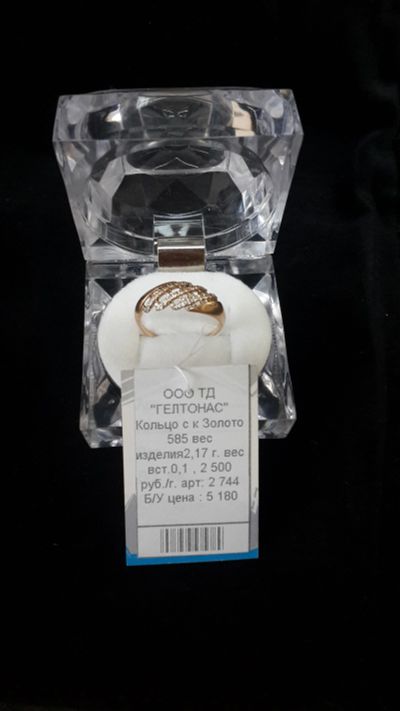 ООО ТД
"ГЕЛТОНАС"
Кольцо с к Золото
585 вес
изделия2,17 г. вес
вст.0,1 , 2 500
руб./г. арт: 2 744
Б/У цена : 5 180